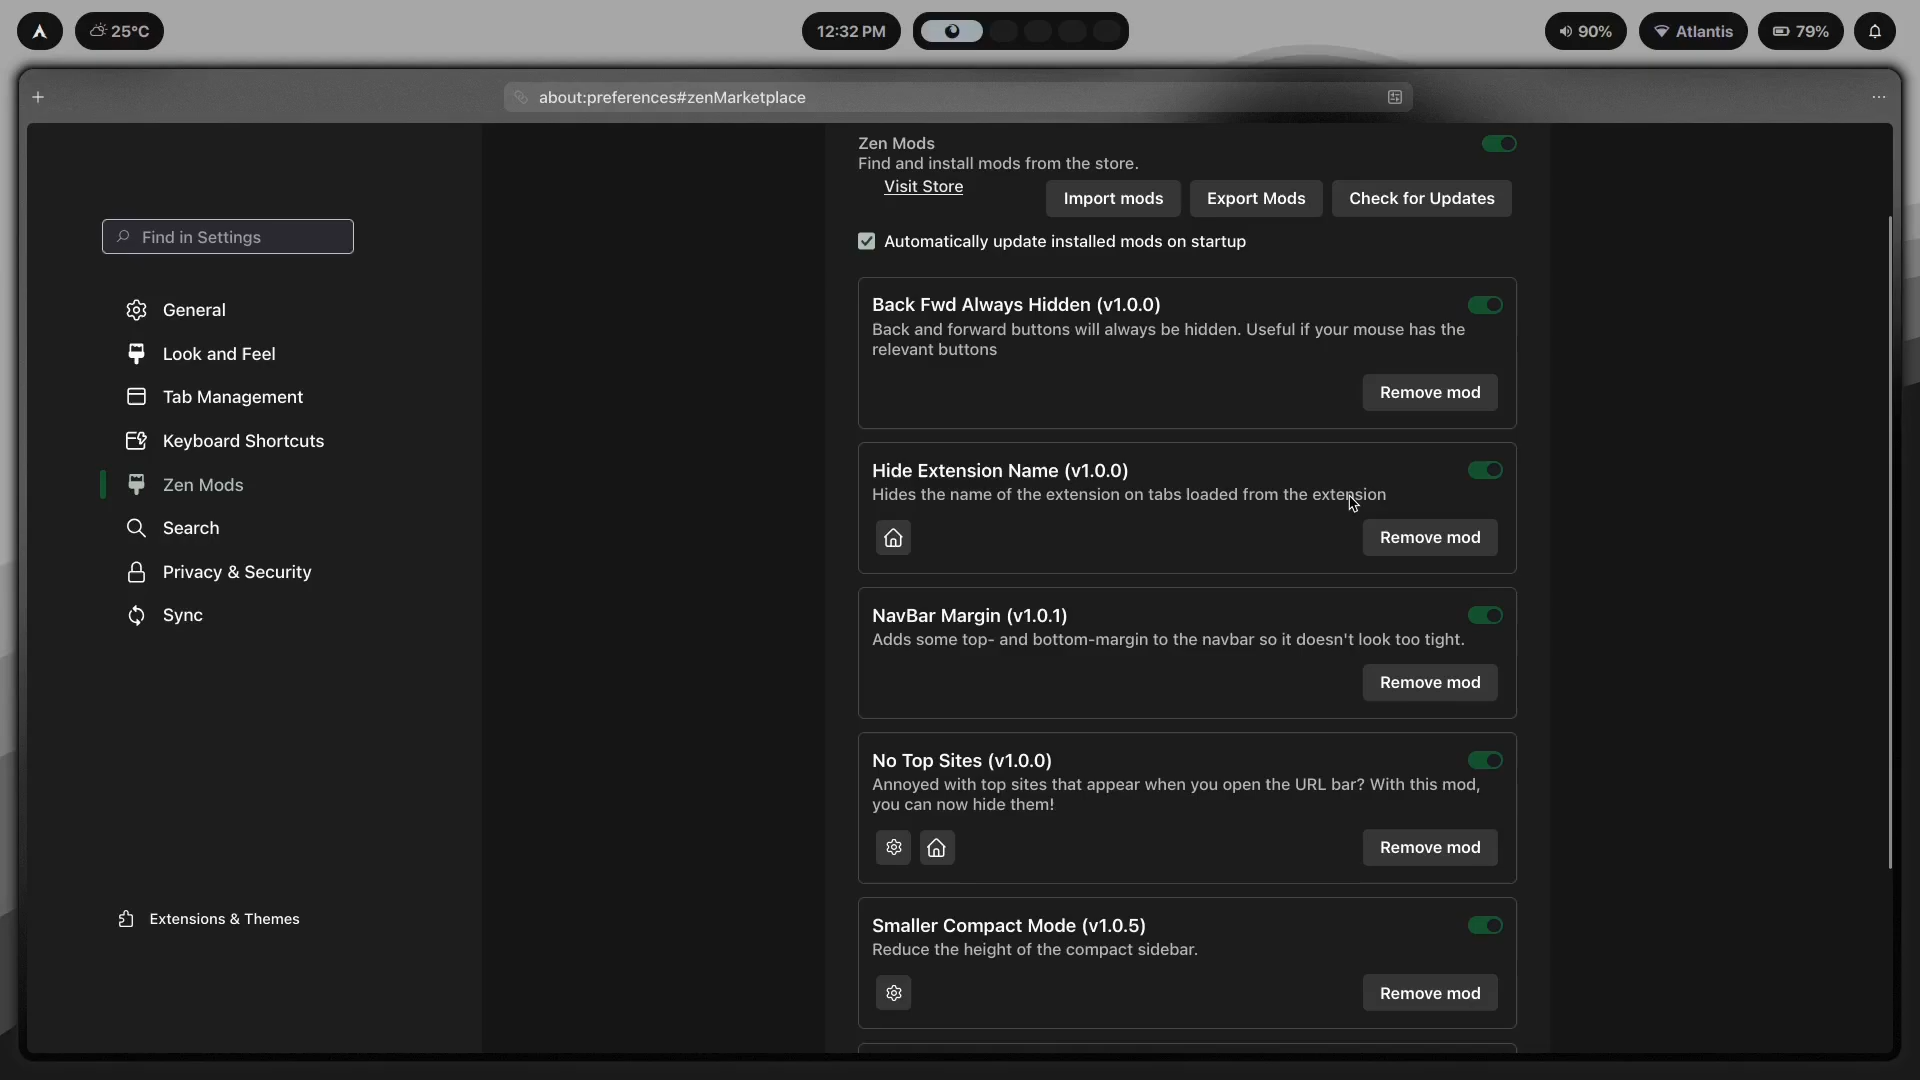 25°C
12:32 PM
90%
Atlantis
79%
about:preferences#zenMarketplace
Find in Settings
General
Look and Feel
Tab Management
Keyboard Shortcuts
Zen Mods
Search
Privacy & Security
Sync
Extensions & Themes
Zen Mods
Find and install mods from the store.
Visit Store
Import mods
Export Mods
Check for Updates
Automatically update installed mods on startup
Back Fwd Always Hidden (v1.0.0)
Back and forward buttons will always be hidden. Useful if your mouse has the
relevant buttons
Remove mod
Hide Extension Name (v1.0.0)
Hides the name of the extension on tabs loaded from the extension
Remove mod
NavBar Margin (v1.0.1)
Adds some top- and bottom-margin to the navbar so it doesn't look too tight.
Remove mod
No Top Sites (v1.0.0)
Annoyed with top sites that appear when you open the URL bar? With this mod,
you can now hide them!
Remove mod
Smaller Compact Mode (v1.0.5)
Reduce the height of the compact sidebar.
Remove mod